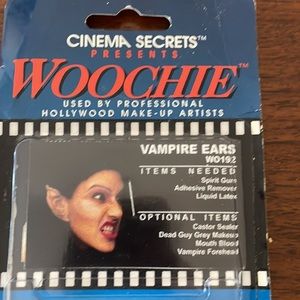 CINEMA SECRETS™
PRESENTS
WOOCHIE™
USED BY PROFESSIONAL
HOLLYWOOD MAKE-UP ARTISTS
VAMPIRE EARS
WO192
ITEMS NEEDED
Spirit Gum
Adhesive Remover
Liquid Latex
OPTIONAL ITEMS
Castor Sealer
Dead Guy Grey Makeup
Mouth Blood
Vampire Forehead